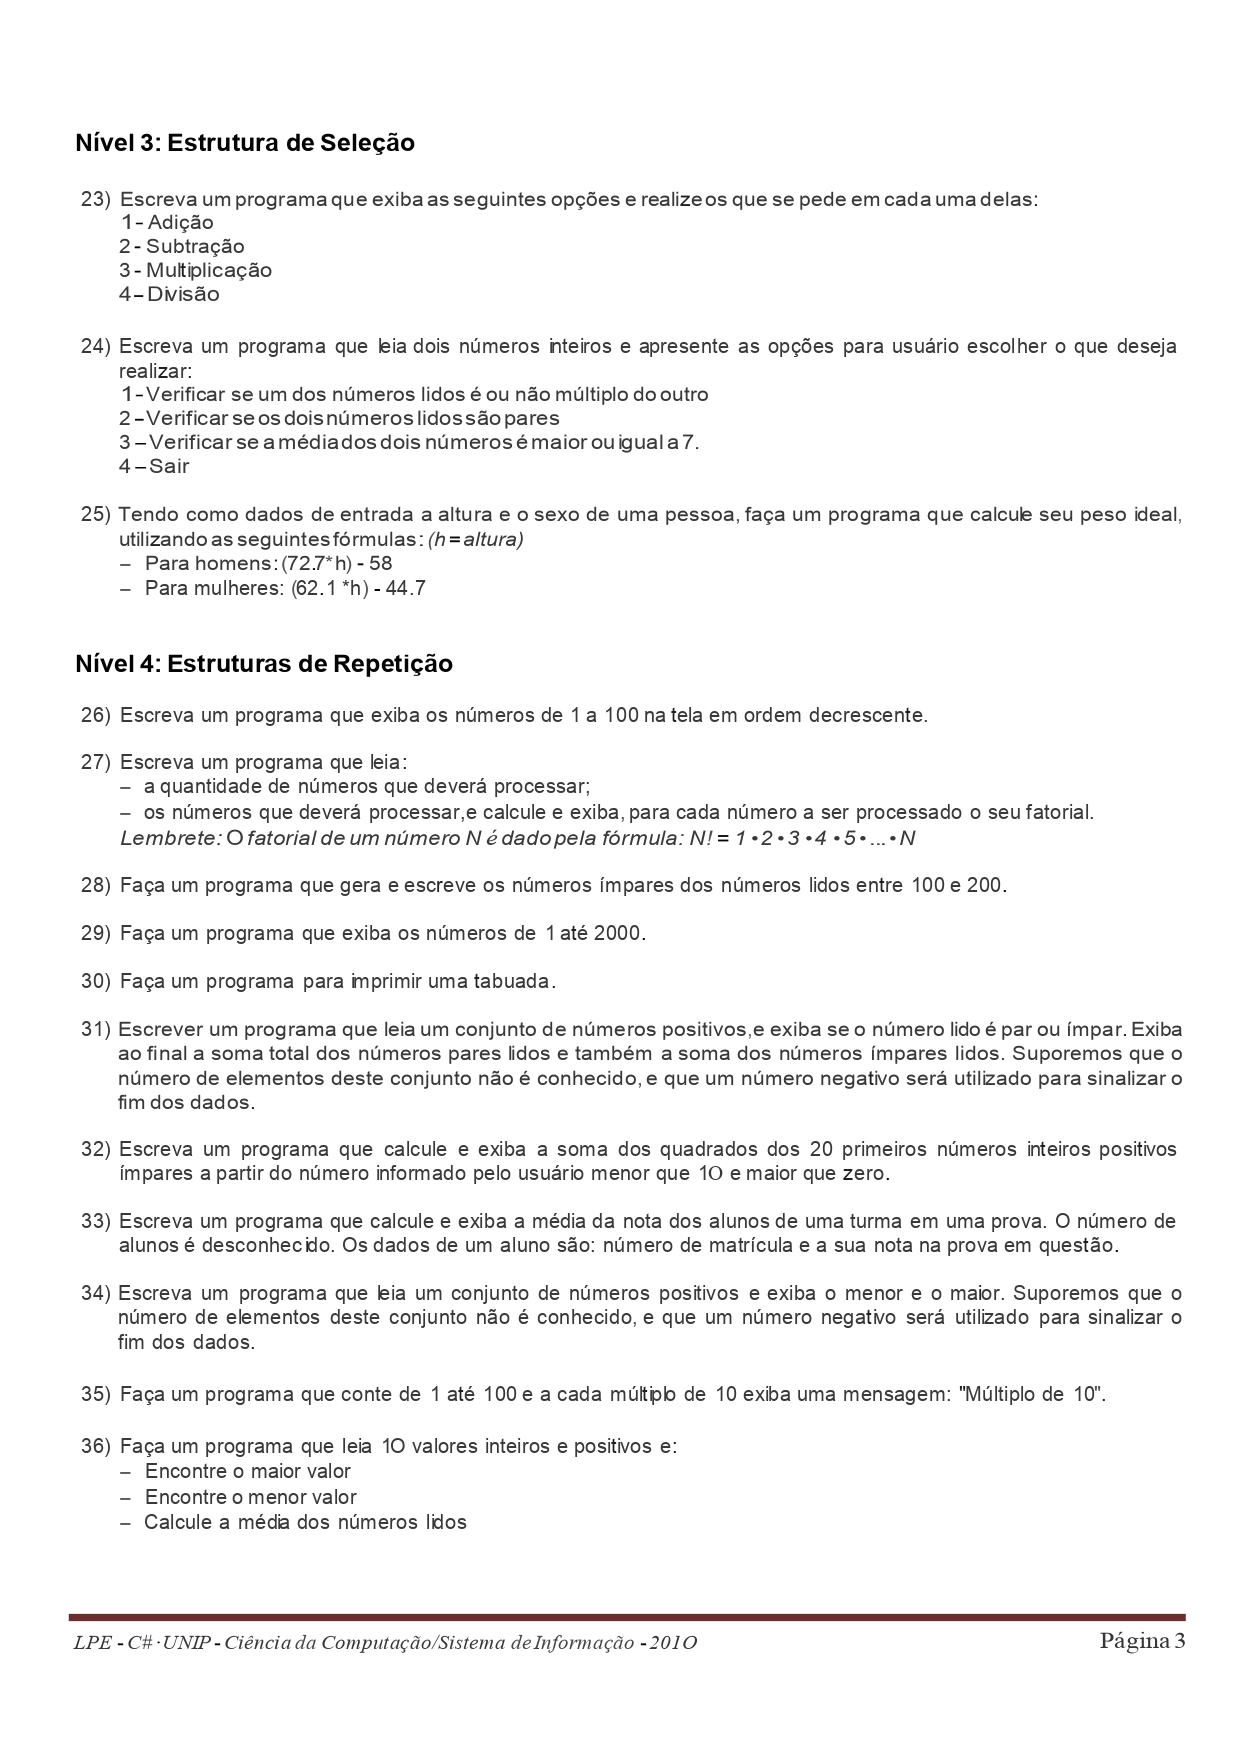 Nível 3: Estrutura de Seleção
23) Escreva um programa que exiba as seguintes opções e realize os que se pede em cada uma delas:
1 - Adição
2 - Subtração
3 - Multiplicação
4 – Divisão
24) Escreva um programa que leia dois números inteiros e apresente as opções para usuário escolher o que deseja
realizar:
1 - Verificar se um dos números lidos é ou não múltiplo do outro
2 – Verificar se os dois números lidos são pares
3 – Verificar se a média dos dois números é maior ou igual a 7.
4 – Sair
25) Tendo como dados de entrada a altura e o sexo de uma pessoa, faça um programa que calcule seu peso ideal,
utilizando as seguintes fórmulas: (h = altura)
– Para homens: (72.7*h) - 58
– Para mulheres: (62.1 *h) - 44.7
Nível 4: Estruturas de Repetição
26) Escreva um programa que exiba os números de 1 a 100 na tela em ordem decrescente.
27) Escreva um programa que leia:
– a quantidade de números que deverá processar;
– os números que deverá processar,e calcule e exiba, para cada número a ser processado o seu fatorial.
Lembrete: O fatorial de um número N é dado pela fórmula: N! = 1 • 2 • 3 • 4 • 5 • ... • N
28) Faça um programa que gera e escreve os números ímpares dos números lidos entre 100 e 200.
29) Faça um programa que exiba os números de 1 até 2000.
30) Faça um programa para imprimir uma tabuada.
31) Escrever um programa que leia um conjunto de números positivos,e exiba se o número lido é par ou ímpar. Exiba
ao final a soma total dos números pares lidos e também a soma dos números ímpares lidos. Suporemos que o
número de elementos deste conjunto não é conhecido, e que um número negativo será utilizado para sinalizar o
fim dos dados.
32) Escreva um programa que calcule e exiba a soma dos quadrados dos 20 primeiros números inteiros positivos
ímpares a partir do número informado pelo usuário menor que 1O e maior que zero.
33) Escreva um programa que calcule e exiba a média da nota dos alunos de uma turma em uma prova. O número de
alunos é desconhecido. Os dados de um aluno são: número de matrícula e a sua nota na prova em questão.
34) Escreva um programa que leia um conjunto de números positivos e exiba o menor e o maior. Suporemos que o
número de elementos deste conjunto não é conhecido, e que um número negativo será utilizado para sinalizar o
fim dos dados.
35) Faça um programa que conte de 1 até 100 e a cada múltiplo de 10 exiba uma mensagem: "Múltiplo de 10".
36) Faça um programa que leia 1O valores inteiros e positivos e:
– Encontre o maior valor
– Encontre o menor valor
– Calcule a média dos números lidos
LPE - C# · UNIP - Ciência da Computação/Sistema de Informação - 201O
Página 3